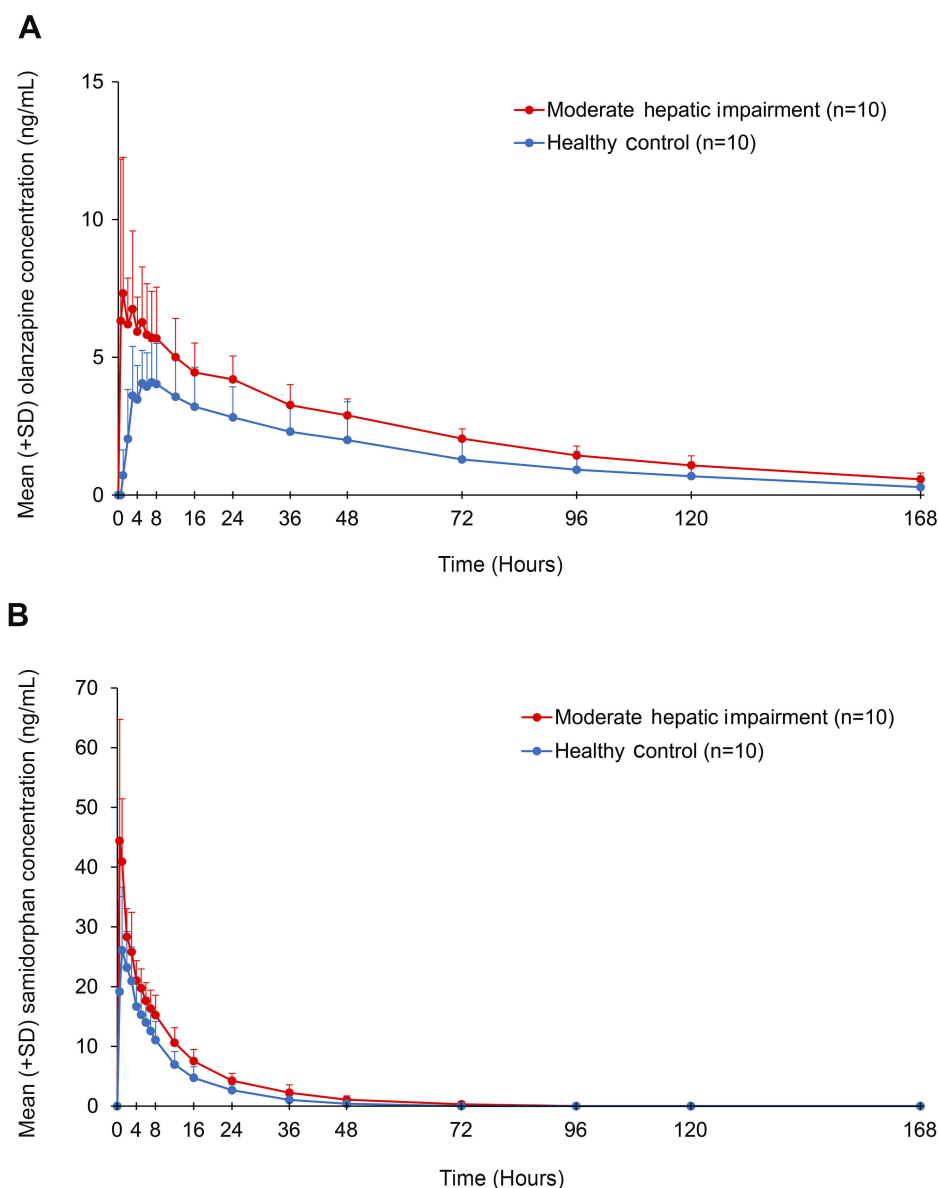 A
Mean (+SD) olanzapine concentration (ng/mL)
15
10
5
0
Moderate hepatic impairment (n=10)
Healthy control (n=10)
0 4 8 16 24 36 48 72 96 120 168
Time (Hours)
B
Mean (+SD) samidorphan concentration (ng/mL)
70
60
50
40
30
20
10
0
Moderate hepatic impairment (n=10)
Healthy control (n=10)
0 4 8 16 24 36 48 72 96 120 168
Time (Hours)